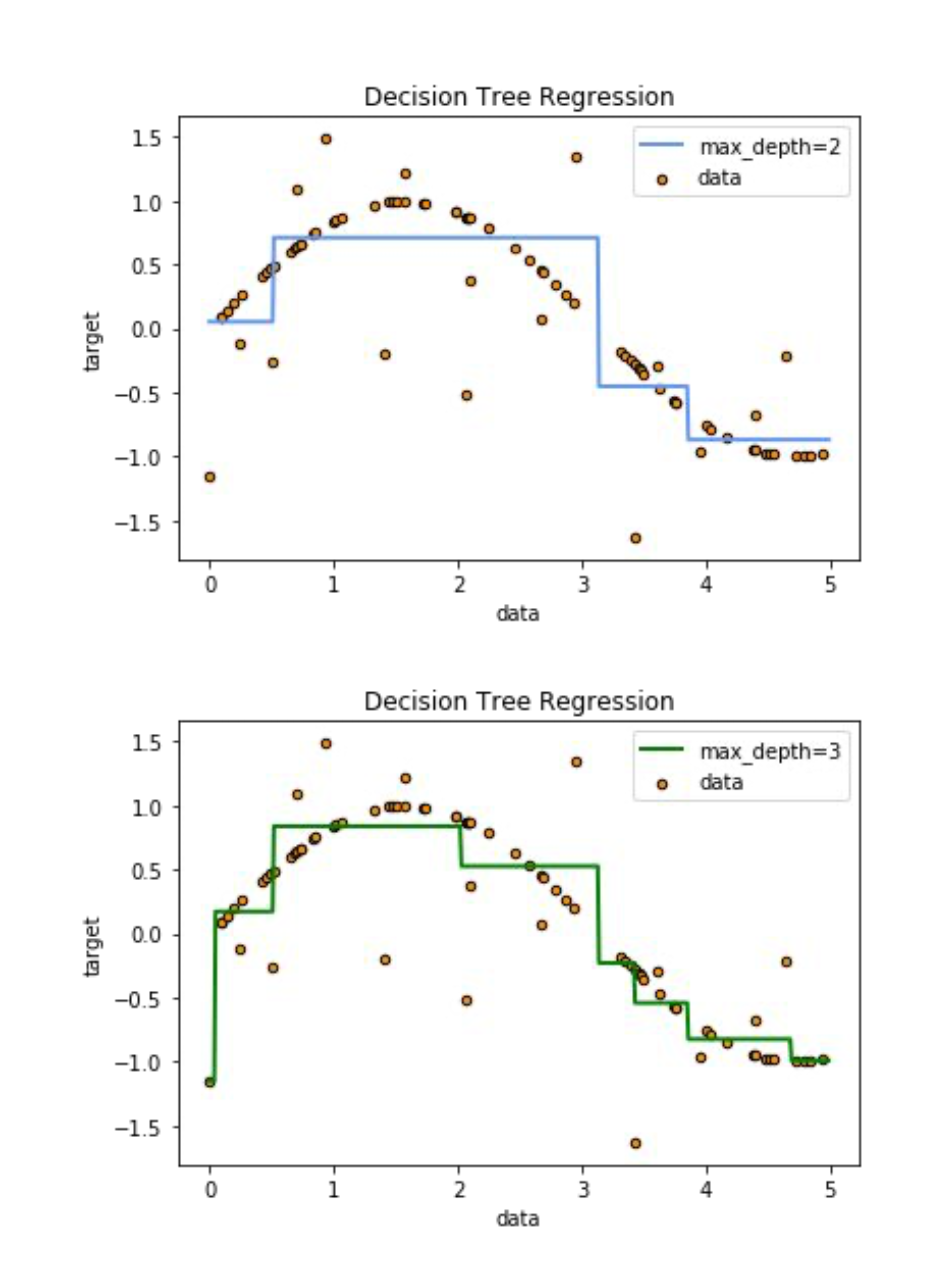 Decision Tree Regression
1.5
1.0
0.5
0.0
−0.5
−1.0
−1.5
target
max_depth=2
data
0 1 2 3 4 5
data
Decision Tree Regression
1.5
1.0
0.5
0.0
−0.5
−1.0
−1.5
target
max_depth=3
data
0 1 2 3 4 5
data